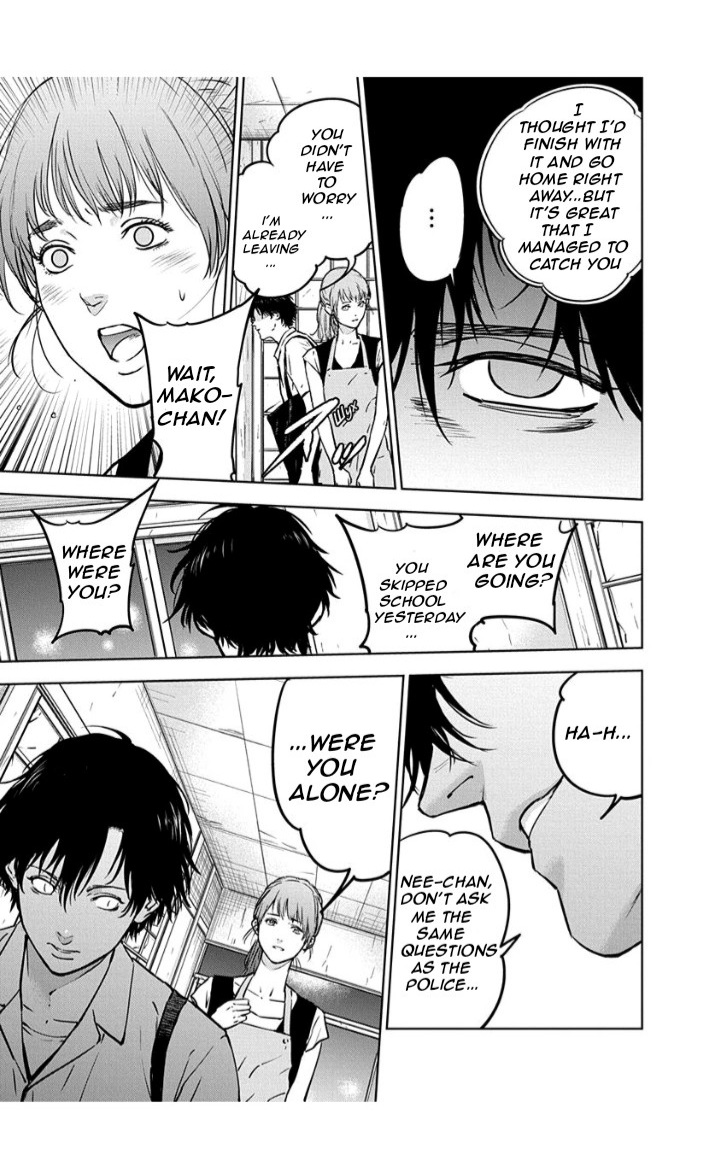 I
THOUGHT I'D
FINISH WITH
IT AND GO
HOME RIGHT
AWAY...BUT
IT'S GREAT
THAT I
MANAGED TO
CATCH YOU
...
YOU
DIDN'T
HAVE
TO
WORRY
...
I'M
ALREADY
LEAVING
...
Шух
WAIT,
MAKO-
CHAN!
WHERE
ARE YOU
GOING?
YOU
SKIPPED
SCHOOL
YESTERDAY
...
WHERE
WERE
YOU?
HA-H...
NEE-CHAN,
DON'T ASK
ME THE
SAME
QUESTIONS
AS THE
POLICE...
...WERE
YOU
ALONE?